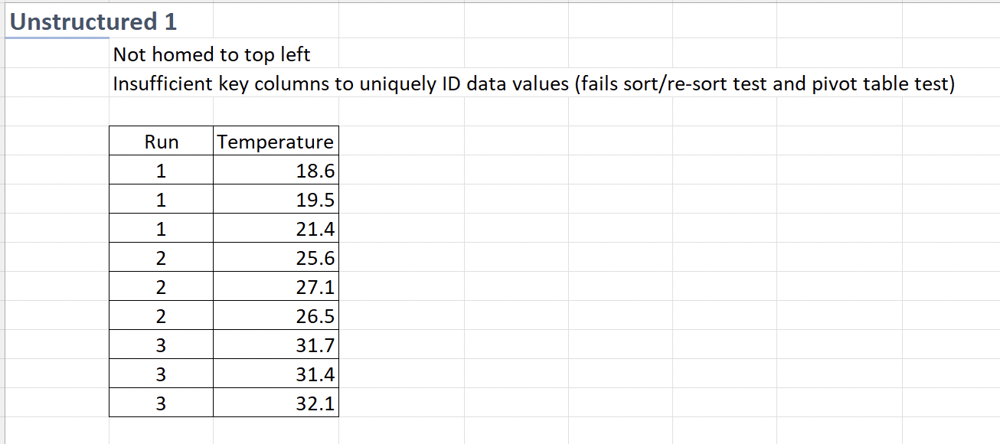 Unstructured 1
Not homed to top left
Insufficient key columns to uniquely ID data values (fails sort/re-sort test and pivot table test)
Run Temperature
1 18.6
1 19.5
1 21.4
2 25.6
2 27.1
2 26.5
3 31.7
3 31.4
3 32.1